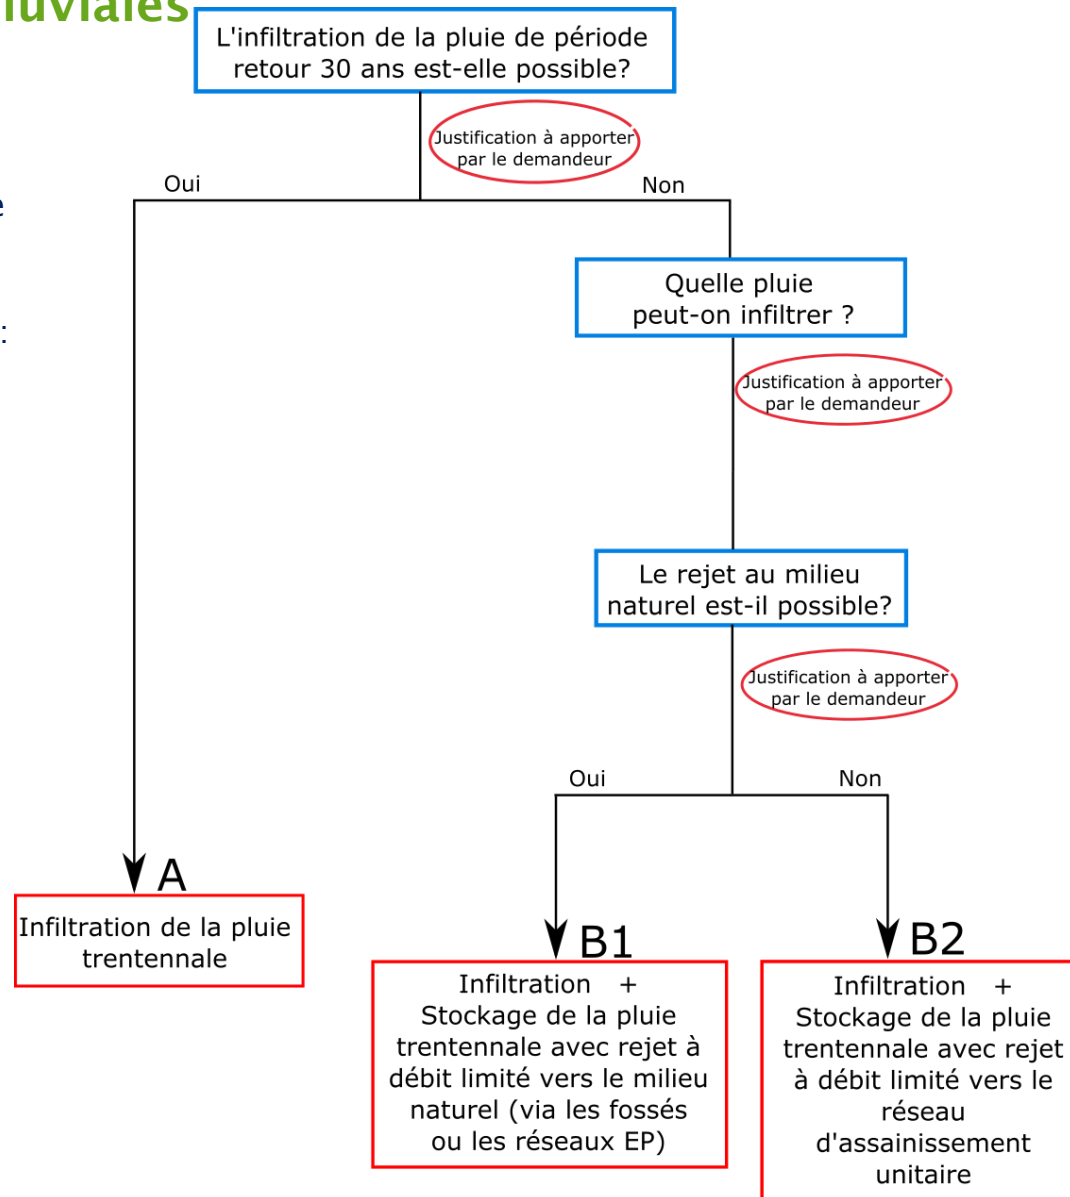 luviales
L'infiltration de la pluie de période
retour 30 ans est-elle possible?
Justification à apporter
par le demandeur
Oui
Non
e
Quelle pluie
peut-on infiltrer ?
:
Justification à apporter
par le demandeur
Le rejet au milieu
naturel est-il possible?
Justification à apporter
par le demandeur
Oui
Non
A
Infiltration de la pluie
trentennale
B1
Infiltration +
Stockage de la pluie
trentennale avec rejet à
débit limité vers le milieu
naturel (via les fossés
ou les réseaux EP)
B2
Infiltration +
Stockage de la pluie
trentennale avec rejet
à débit limité vers le
réseau
d'assainissement
unitaire